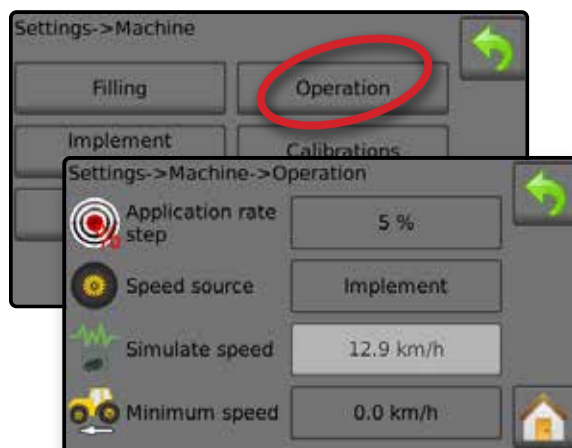 Settings->Machine
Filling
Operation
Implement
Calibrations
Settings->Machine->Operation
Application rate step
5 %
Speed source
Implement
Simulate speed
12.9 km/h
Minimum speed
0.0 km/h